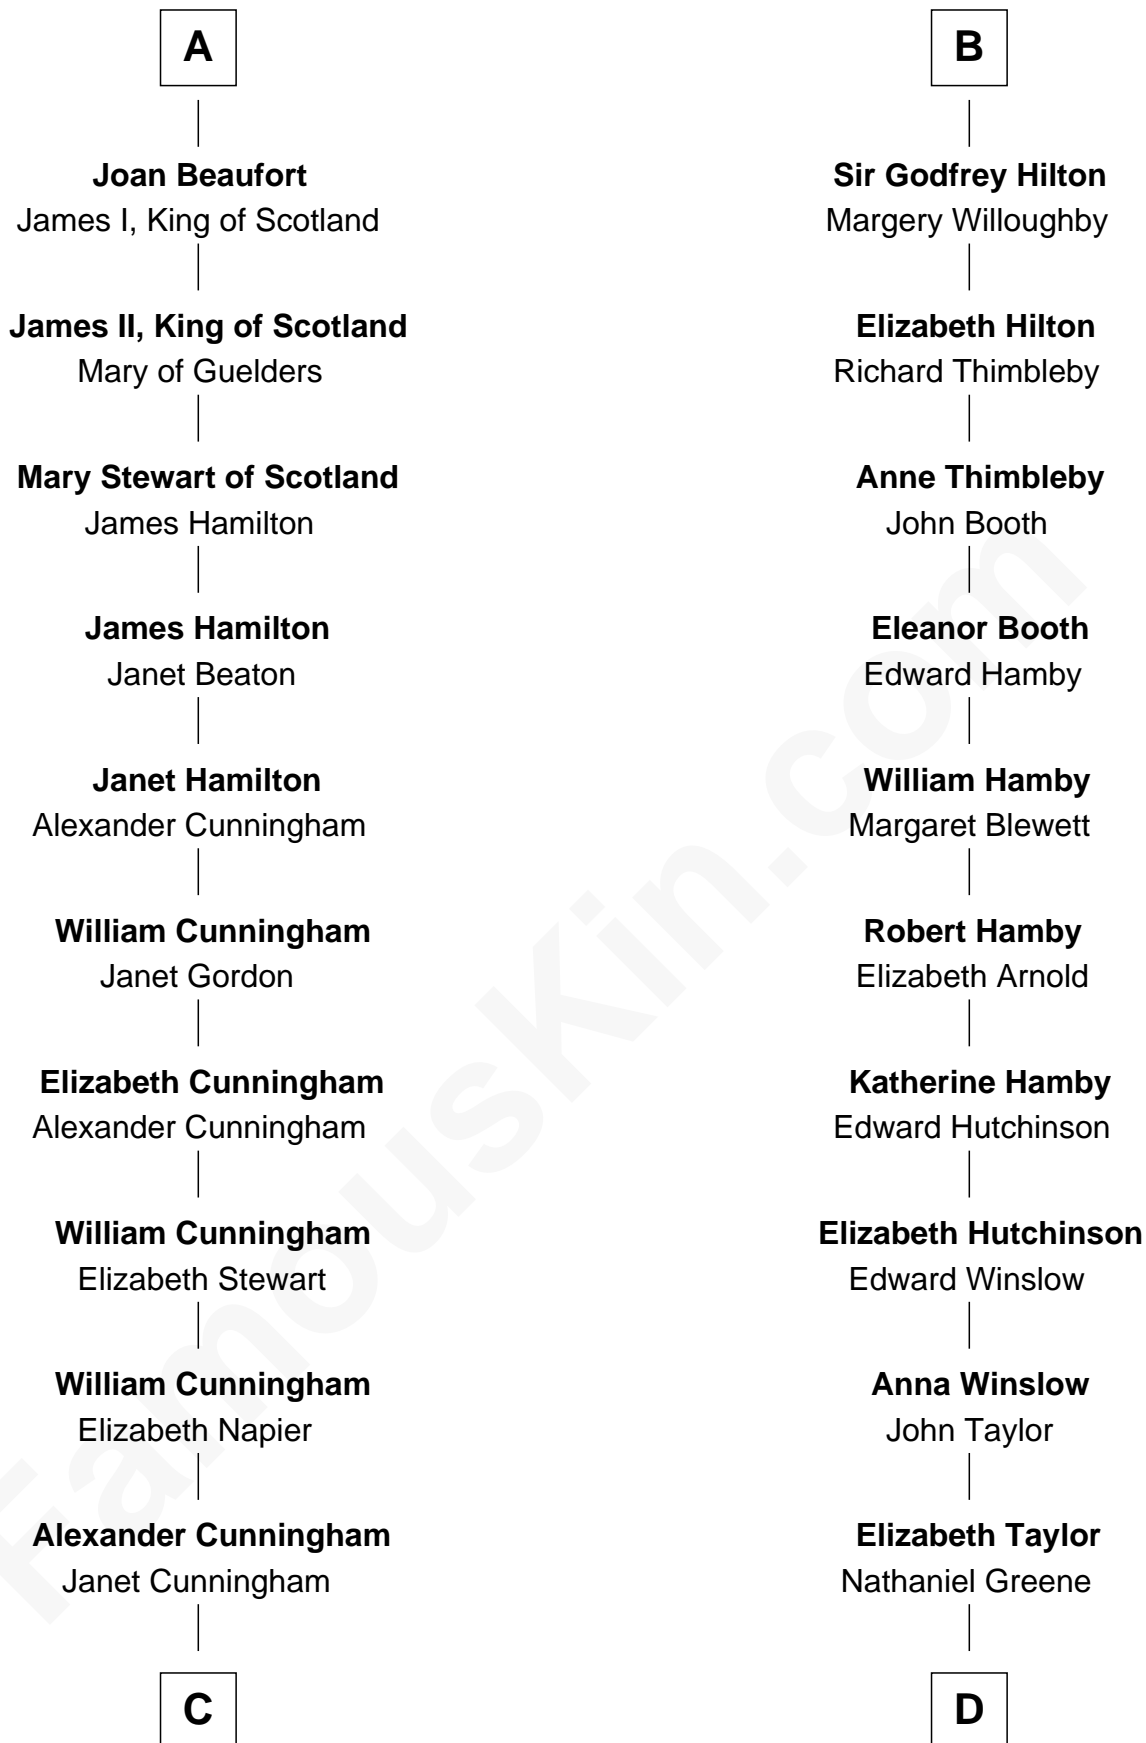 A
Joan Beaufort
James I, King of Scotland
James II, King of Scotland
Mary of Guelders
Mary Stewart of Scotland
James Hamilton
James Hamilton
Janet Beaton
Janet Hamilton
Alexander Cunningham
William Cunningham
Janet Gordon
Elizabeth Cunningham
Alexander Cunningham
William Cunningham
Elizabeth Stewart
William Cunningham
Elizabeth Napier
Alexander Cunningham
Janet Cunningham
C
B
Sir Godfrey Hilton
Margery Willoughby
Elizabeth Hilton
Richard Thimbleby
Anne Thimbleby
John Booth
Eleanor Booth
Edward Hamby
William Hamby
Margaret Blewett
Robert Hamby
Elizabeth Arnold
Katherine Hamby
Edward Hutchinson
Elizabeth Hutchinson
Edward Winslow
Anna Winslow
John Taylor
Elizabeth Taylor
Nathaniel Greene
D
FamousKin.com